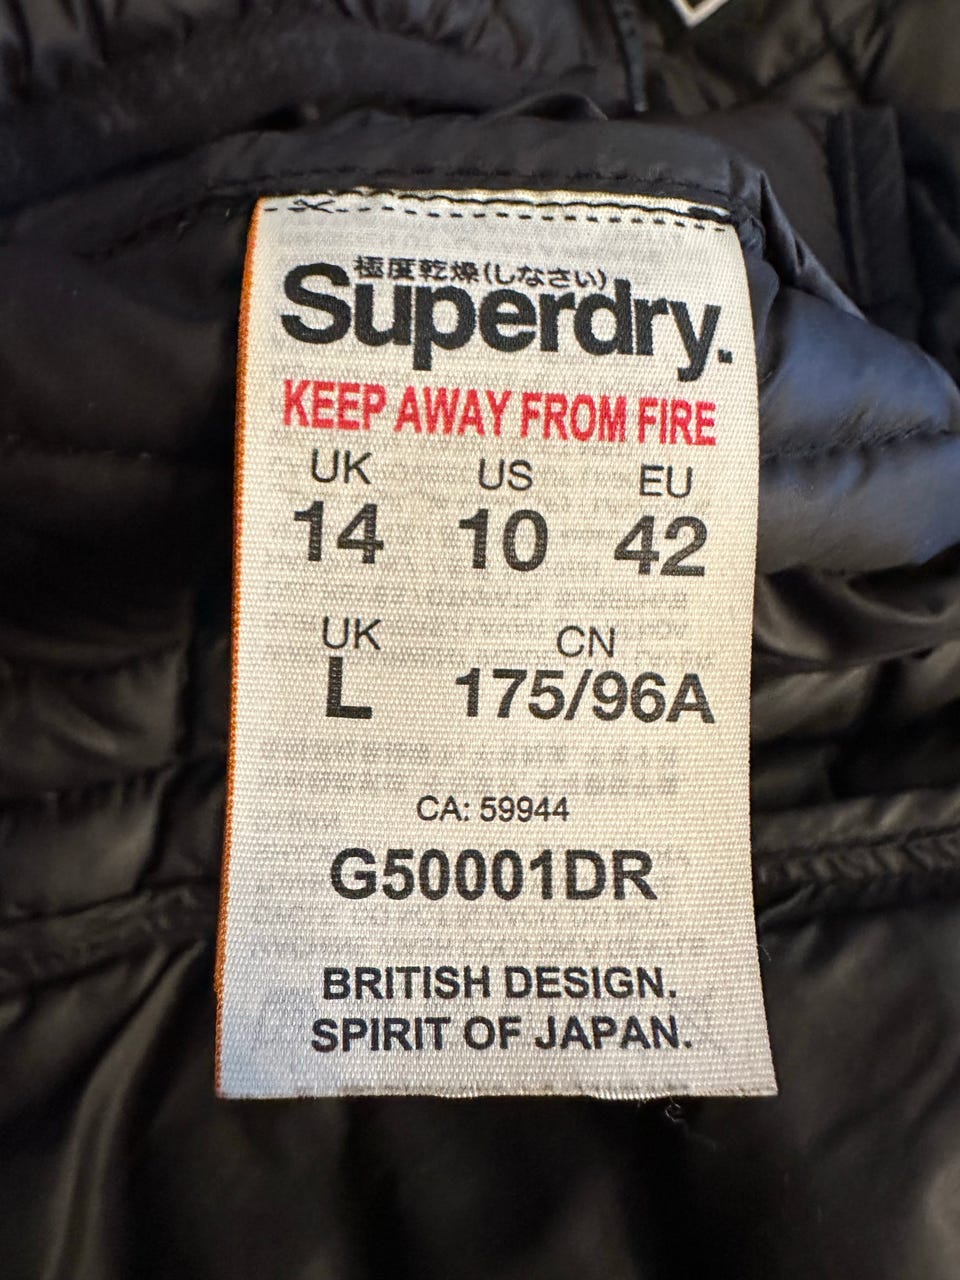 極度乾燥(しなさい)
Superdry.
KEEP AWAY FROM FIRE
UK US EU
14 10 42
UK CN
L 175/96A
CA: 59944
G50001DR
BRITISH DESIGN.
SPIRIT OF JAPAN.